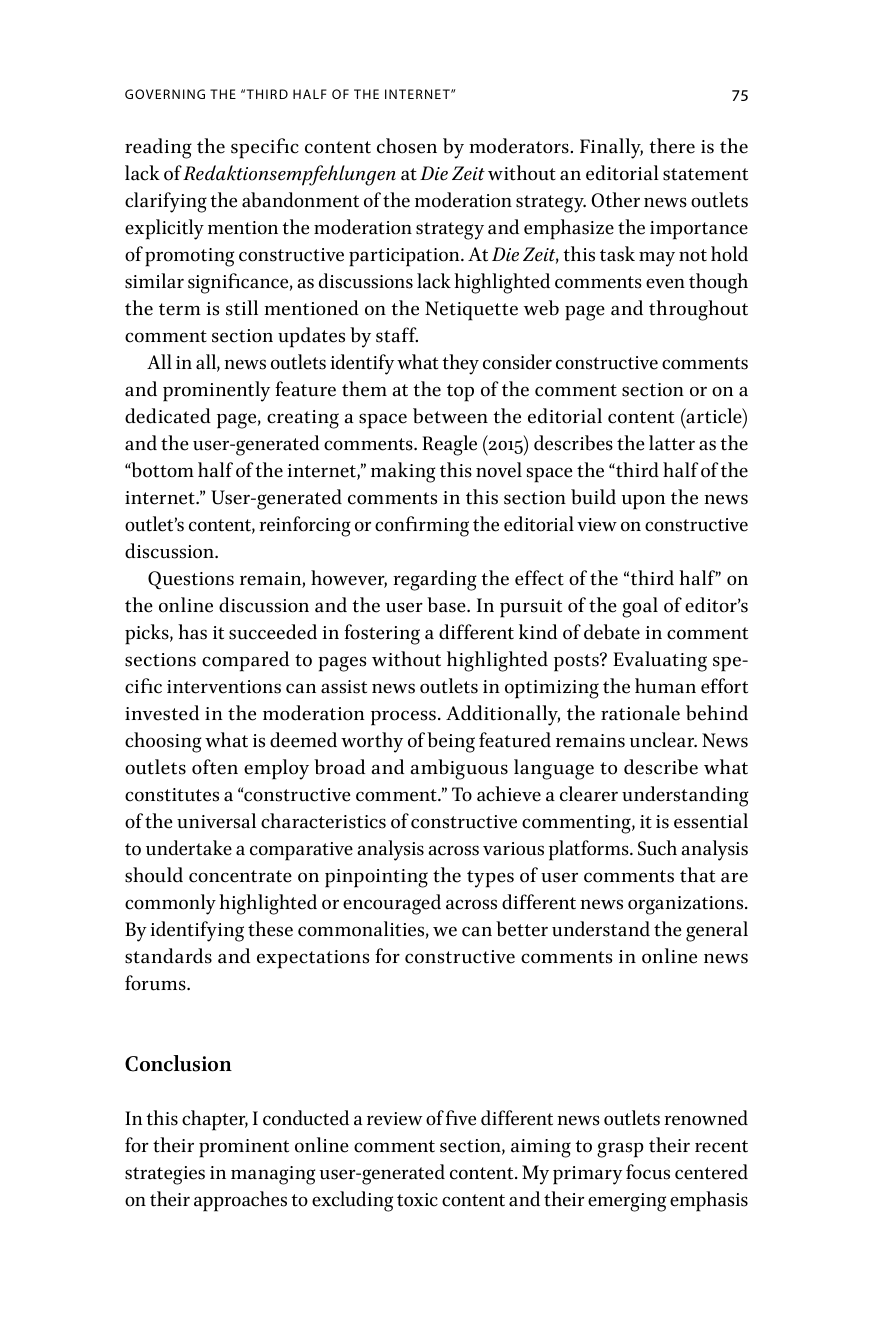 GOVERNING THE “THIRD HALF OF THE INTERNET” 75
reading the specific content chosen by moderators. Finally, there is the
lack of Redaktionsempfehlungen at Die Zeit without an editorial statement
clarifying the abandonment of the moderation strategy. Other news outlets
explicitly mention the moderation strategy and emphasize the importance
of promoting constructive participation. At Die Zeit, this task may not hold
similar significance, as discussions lack highlighted comments even though
the term is still mentioned on the Netiquette web page and throughout
comment section updates by staff.
All in all, news outlets identify what they consider constructive comments
and prominently feature them at the top of the comment section or on a
dedicated page, creating a space between the editorial content (article)
and the user-generated comments. Reagle (2015) describes the latter as the
“bottom half of the internet,” making this novel space the “third half of the
internet.” User-generated comments in this section build upon the news
outlet’s content, reinforcing or confirming the editorial view on constructive
discussion.
Questions remain, however, regarding the effect of the “third half” on
the online discussion and the user base. In pursuit of the goal of editor’s
picks, has it succeeded in fostering a different kind of debate in comment
sections compared to pages without highlighted posts? Evaluating spe-
cific interventions can assist news outlets in optimizing the human effort
invested in the moderation process. Additionally, the rationale behind
choosing what is deemed worthy of being featured remains unclear. News
outlets often employ broad and ambiguous language to describe what
constitutes a “constructive comment.” To achieve a clearer understanding
of the universal characteristics of constructive commenting, it is essential
to undertake a comparative analysis across various platforms. Such analysis
should concentrate on pinpointing the types of user comments that are
commonly highlighted or encouraged across different news organizations.
By identifying these commonalities, we can better understand the general
standards and expectations for constructive comments in online news
forums.
Conclusion
In this chapter, I conducted a review of five different news outlets renowned
for their prominent online comment section, aiming to grasp their recent
strategies in managing user-generated content. My primary focus centered
on their approaches to excluding toxic content and their emerging emphasis